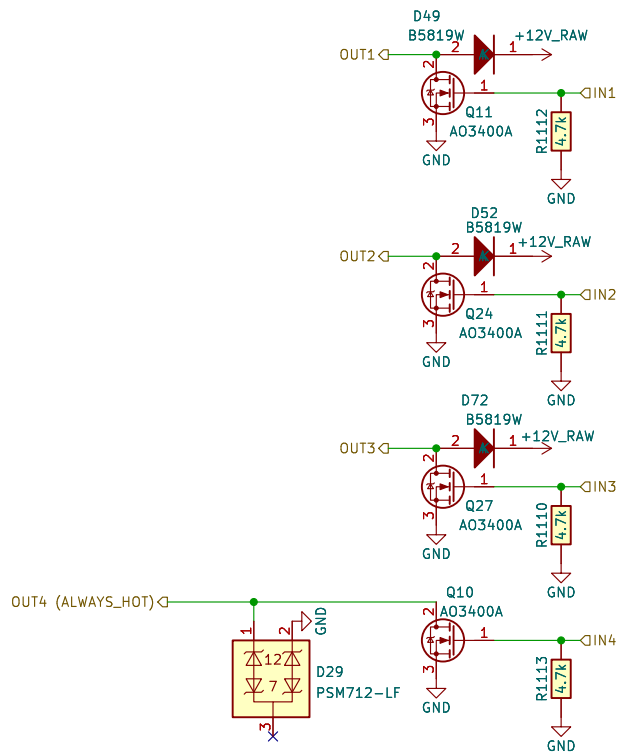 D49
B5819W
+12V_RAW
OUT1
2
K
A
1
2
1
IN1
Q11
3
AO3400A
R1112
4.7k
GND
GND
D52
B5819W
+12V_RAW
OUT2
2
K
A
1
2
1
IN2
Q24
3
AO3400A
R1111
4.7k
GND
GND
D72
B5819W
+12V_RAW
OUT3
2
K
A
1
2
1
IN3
Q27
3
AO3400A
R1110
4.7k
GND
GND
Q10
OUT4 (ALWAYS_HOT)
2
AO3400A
1
2
GND
1
IN4
12
3
D29
R1113
4.7k
7
PSM712-LF
GND
3
GND